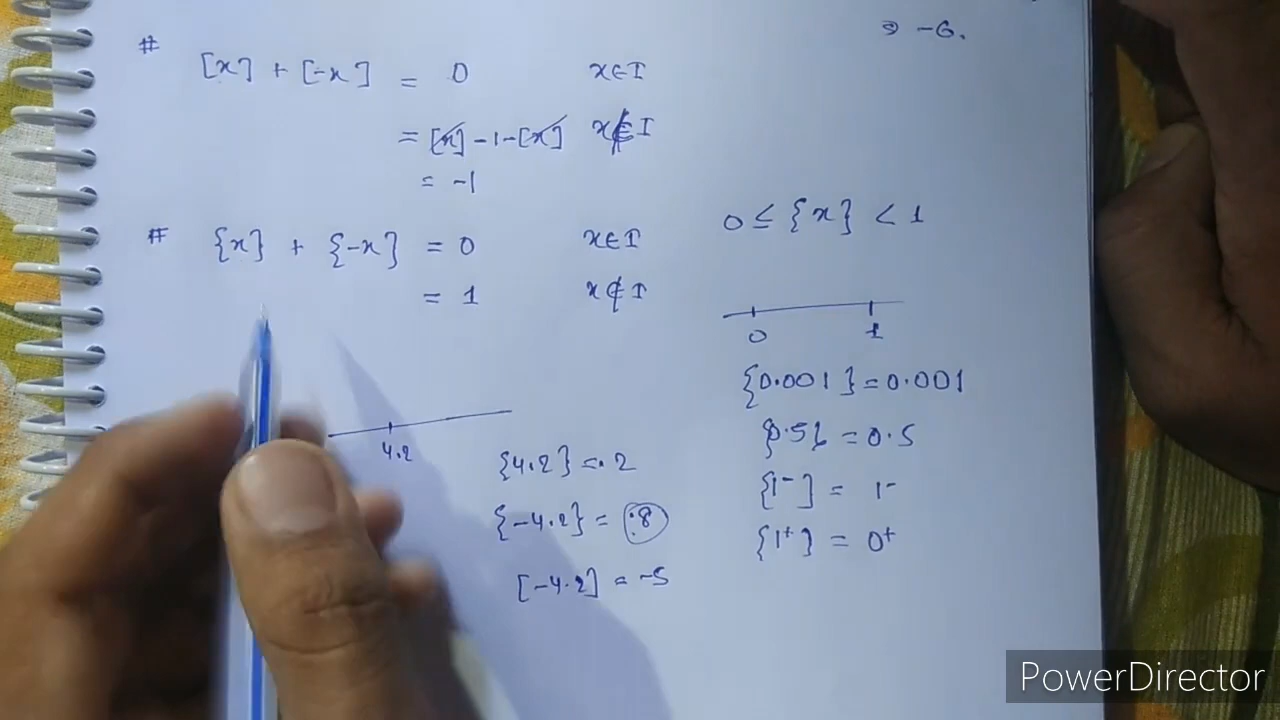 ⇒ -6.
# [x] + [-x] = 0 x∈I
= [x] - 1 - [x] x∉I
= -1
# {x} + {-x} = 0 x∈I
= 1 x∉I
4.2
{4.2} = .2
{-4.2} = .8
[-4.2] = -5
0 ≤ {x} < 1
0 1
{0.001} = 0.001
{0.5} = 0.5
{1⁻} = 1⁻
{1⁺} = 0⁺
PowerDirector